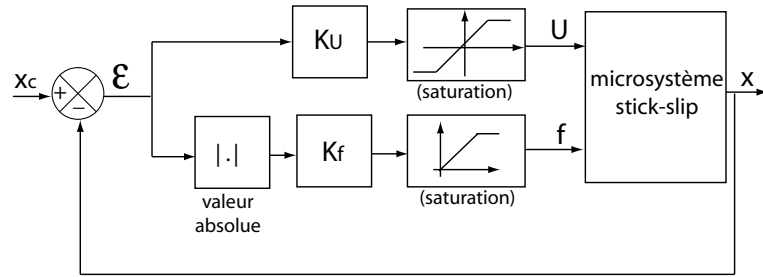 xc
+
−
ε
KU
(saturation)
U
microsystème
stick-slip
x
|.|
valeur
absolue
Kf
(saturation)
f